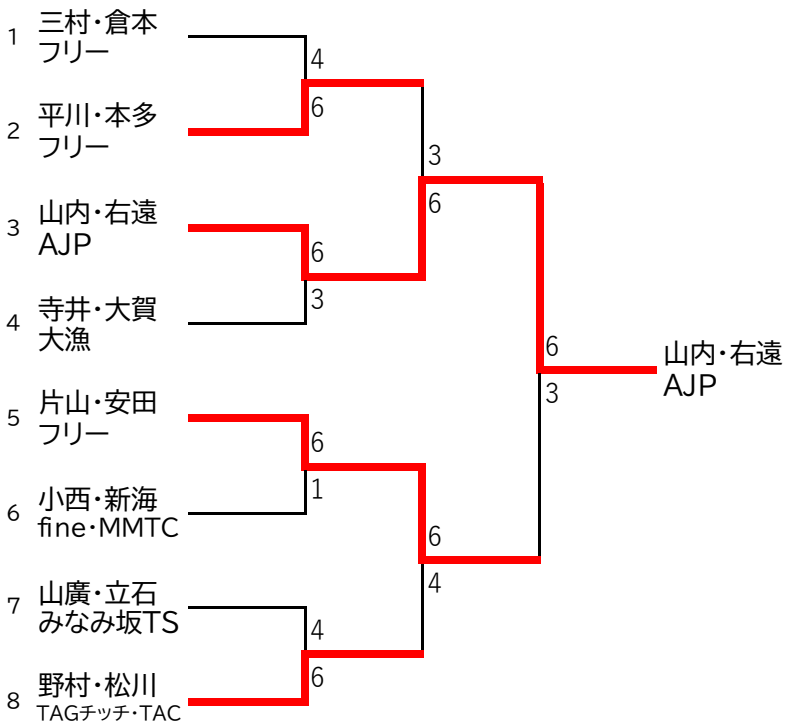 1
三村・倉本
フリー
4
6
2
平川・本多
フリー
3
6
3
山内・右遠
AJP
6
3
4
寺井・大賀
大漁
6
3
山内・右遠
AJP
5
片山・安田
フリー
6
1
6
小西・新海
fine・MMTC
6
4
7
山廣・立石
みなみ坂TS
4
6
8
野村・松川
TAGチッチ・TAC